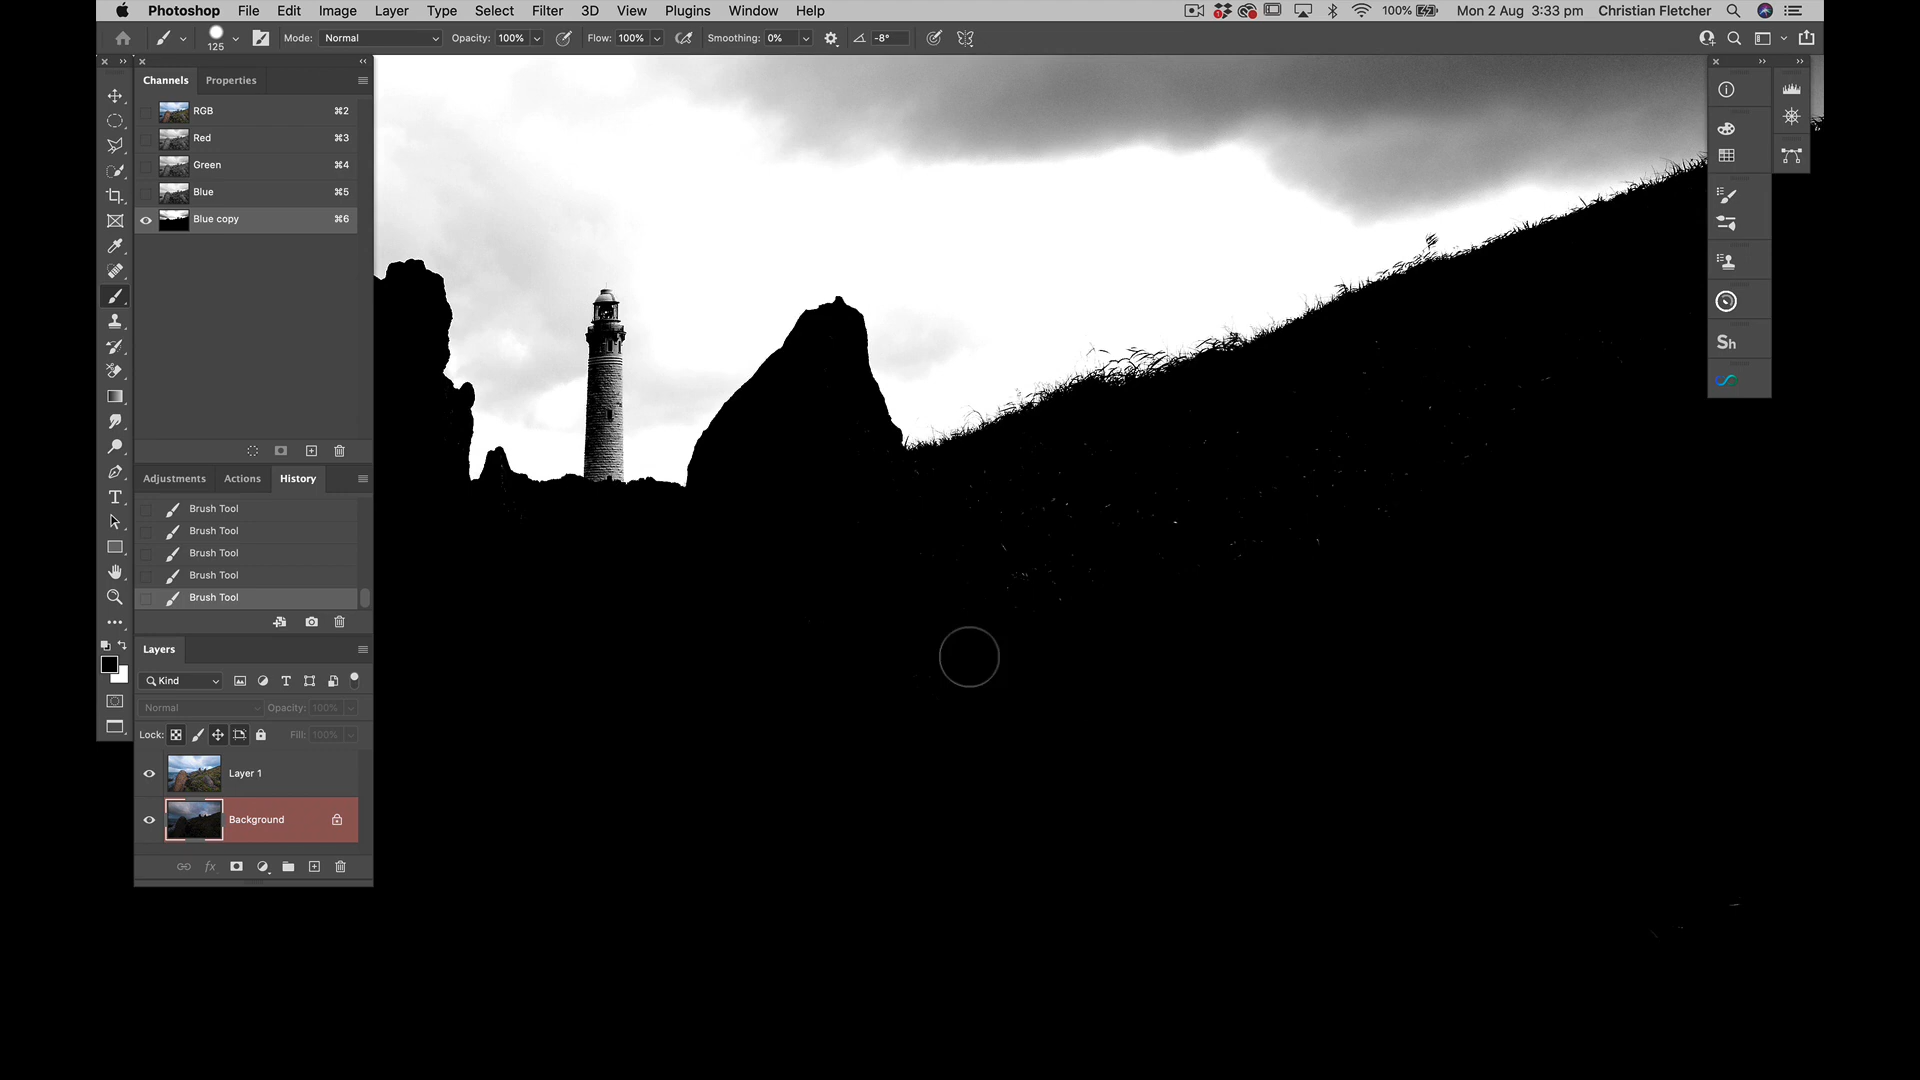 Photoshop File Edit Image Layer Type Select Filter 3D View Plugins Window Help 100% Mon 2 Aug 3:33 pm Christian Fletcher
125 Mode: Normal Opacity: 100% Flow: 100% Smoothing: 0% -8°
Channels Properties
RGB ⌘2
Red ⌘3
Green ⌘4
Blue ⌘5
Blue copy ⌘6
Sh
Adjustments Actions History
Brush Tool
Brush Tool
Brush Tool
Brush Tool
Brush Tool
Layers
Kind
Normal Opacity: 100%
Lock: Fill: 100%
Layer 1
Background
fx